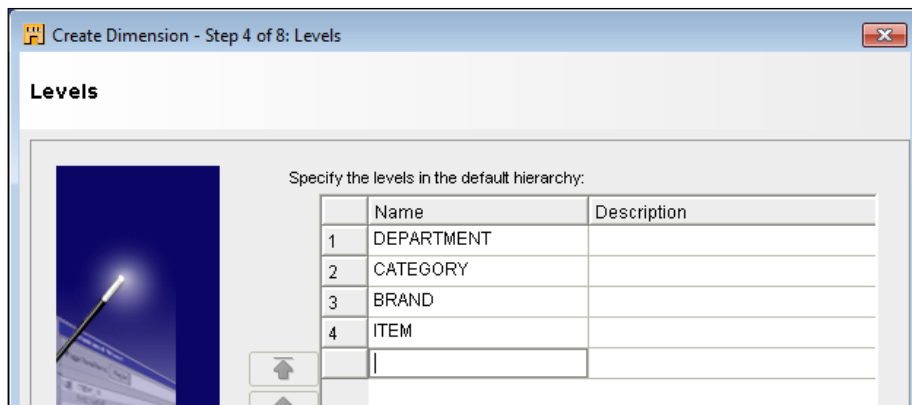 Create Dimension - Step 4 of 8: Levels
Levels
Specify the levels in the default hierarchy:
Name Description
1 DEPARTMENT
2 CATEGORY
3 BRAND
4 ITEM